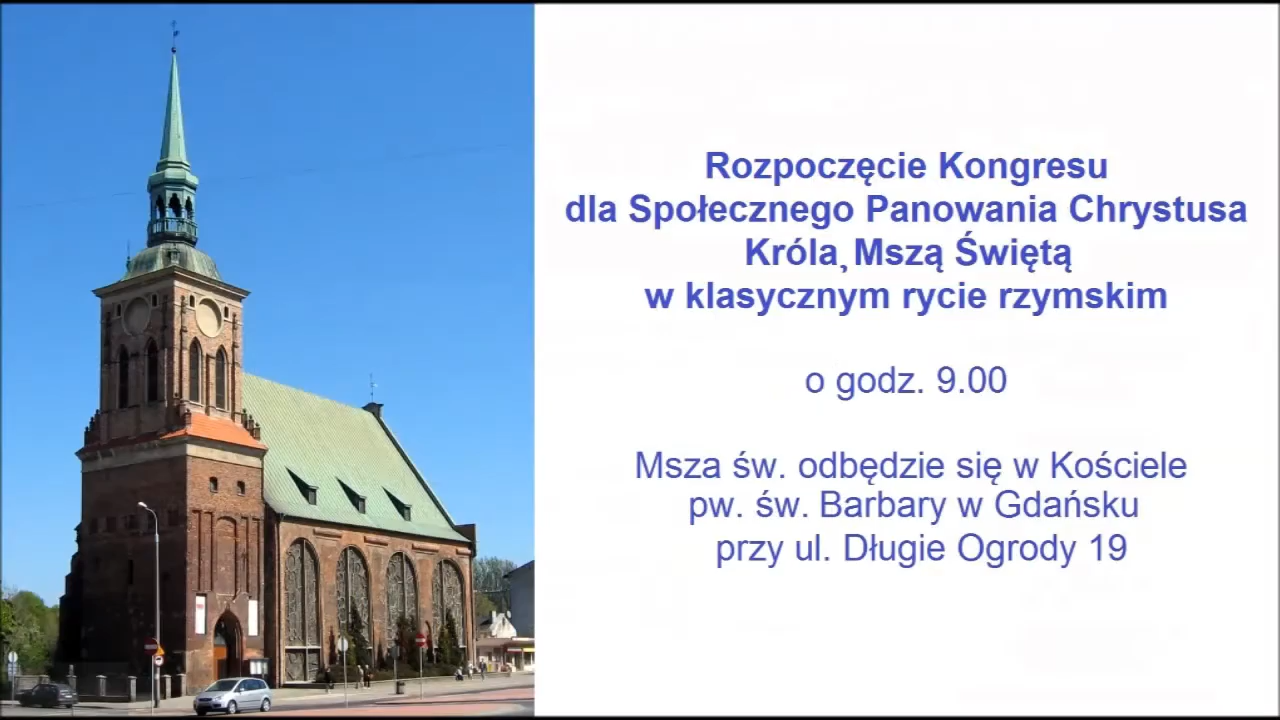 Rozpoczęcie Kongresu
dla Społecznego Panowania Chrystusa
Króla, Mszą Świętą
w klasycznym rycie rzymskim
o godz. 9.00
Msza św. odbędzie się w Kościele
pw. św. Barbary w Gdańsku
przy ul. Długie Ogrody 19